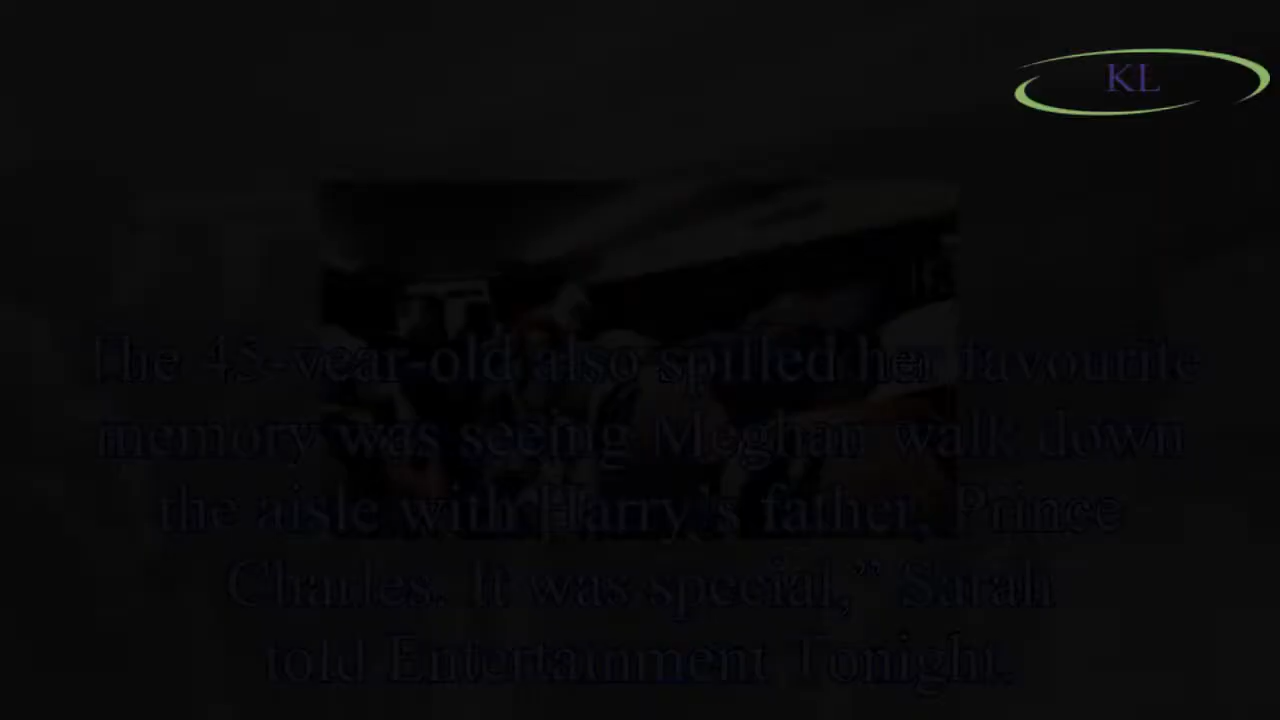 KL
The 43-year-old also spilled her favourite
memory was seeing Meghan walk down
the aisle with Harry's father, Prince
Charles. It was special,” Sarah
told Entertainment Tonight.